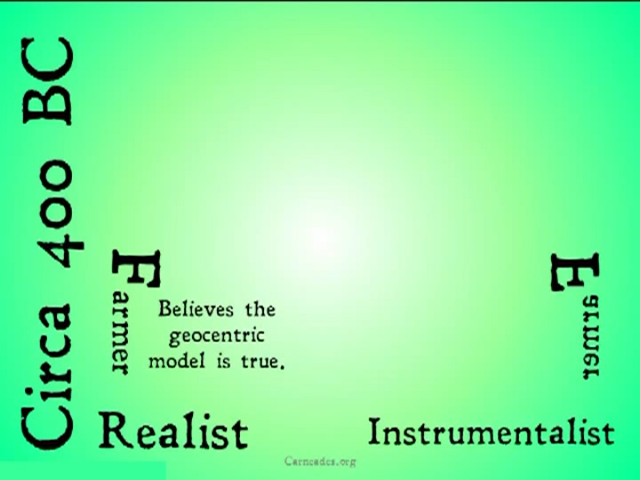 Circa 400 BC
Farmer
Believes the
geocentric
model is true.
Realist
Farmer
Instrumentalist
Carneades.org